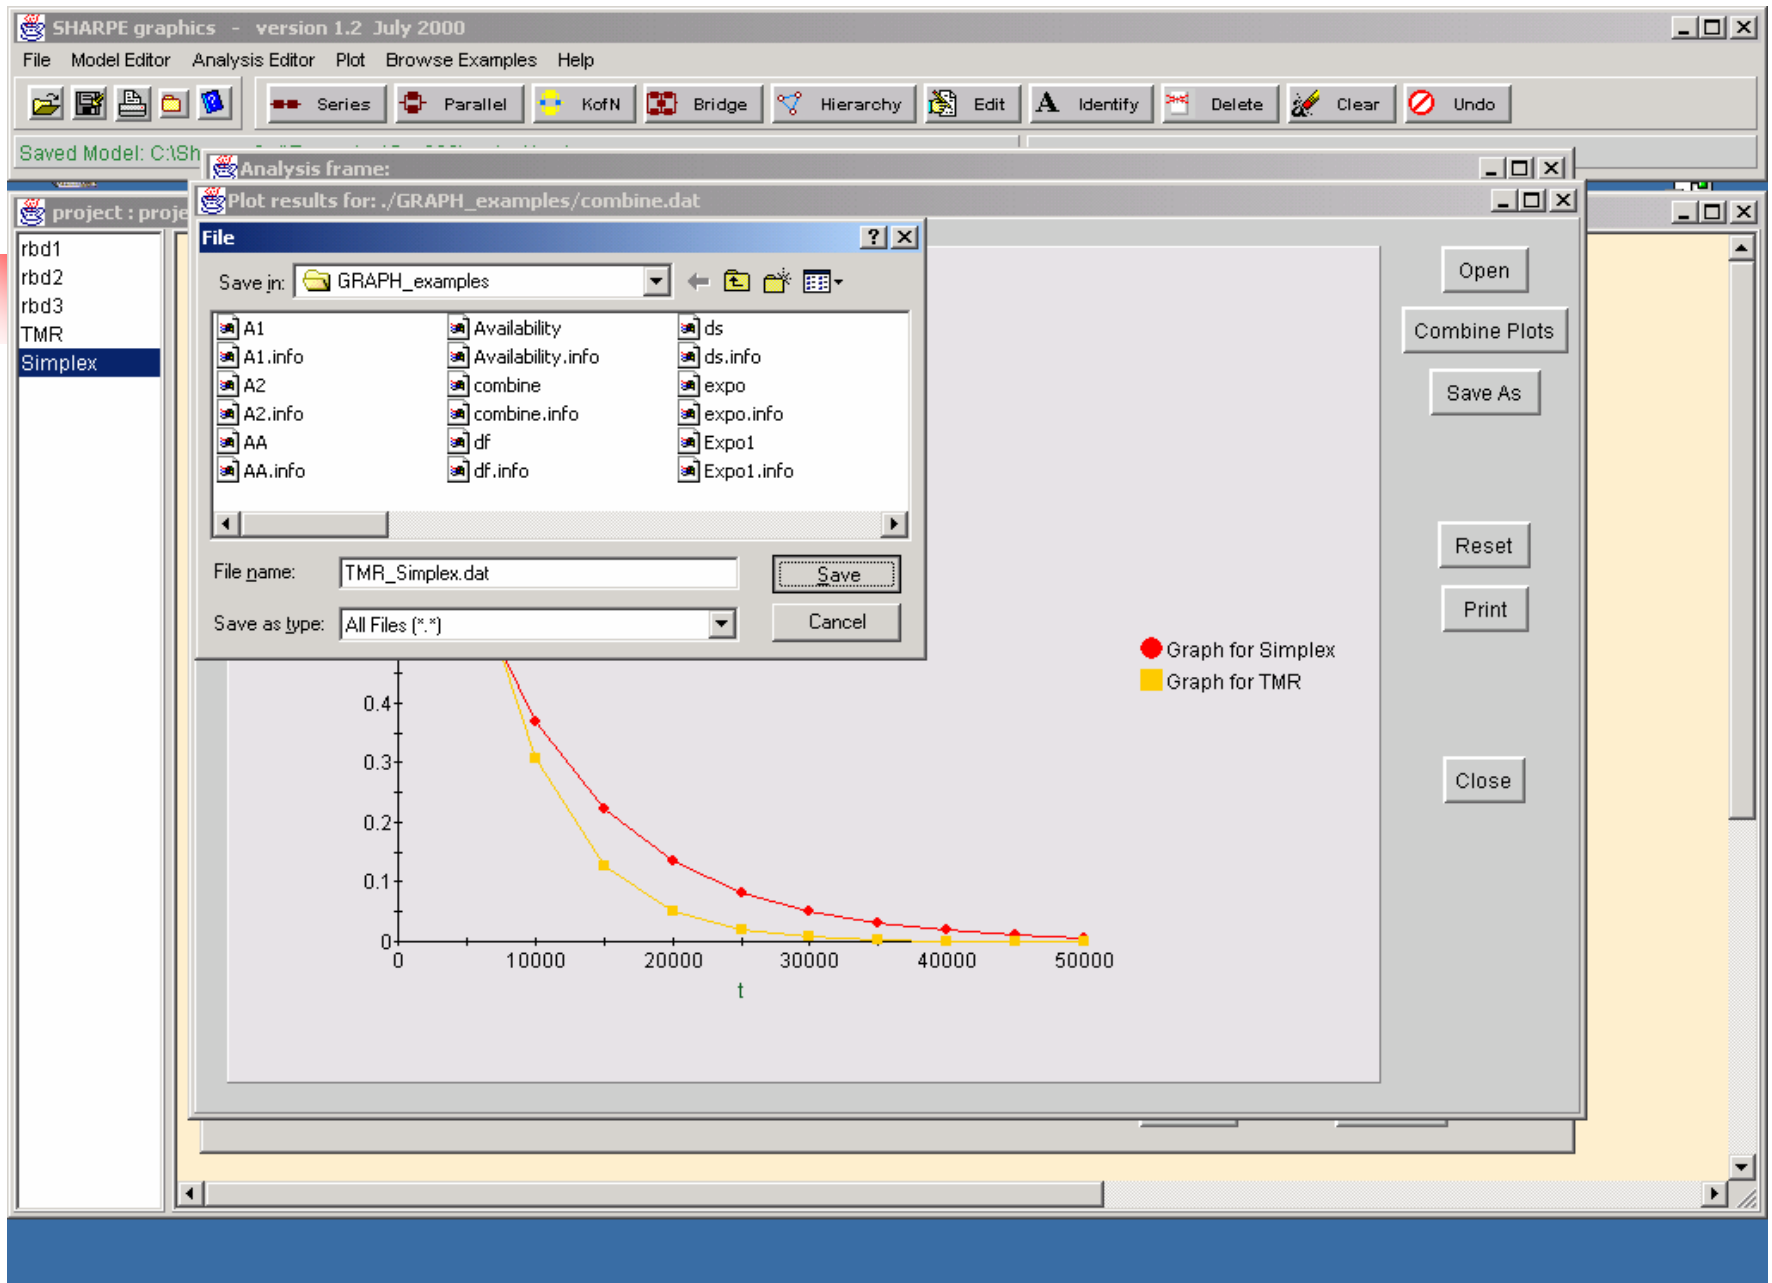 SHARPE graphics - version 1.2 July 2000
File Model Editor Analysis Editor Plot Browse Examples Help
Series Parallel KofN Bridge Hierarchy Edit A Identify Delete Clear Undo
Saved Model: C:\Sh
Analysis frame:
Plot results for: ./GRAPH_examples/combine.dat
project : proje
rbd1
rbd2
rbd3
TMR
Simplex
File
Save in: GRAPH_examples
A1 Availability ds
A1.info Availability.info ds.info
A2 combine expo
A2.info combine.info expo.info
AA df Expo1
AA.info df.info Expo1.info
File name: TMR_Simplex.dat Save
Save as type: All Files (*.*) Cancel
Open
Combine Plots
Save As
Reset
Print
Close
Graph for Simplex
Graph for TMR
0.4
0.3
0.2
0.1
0
0 10000 20000 30000 40000 50000
t